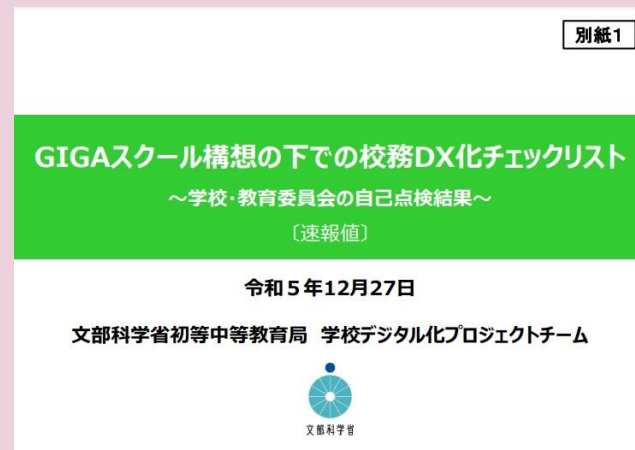 別紙1
GIGAスクール構想の下での校務DX化チェックリスト
～学校・教育委員会の自己点検結果～
〔速報値〕
令和５年12月27日
文部科学省初等中等教育局 学校デジタル化プロジェクトチーム
文部科学省